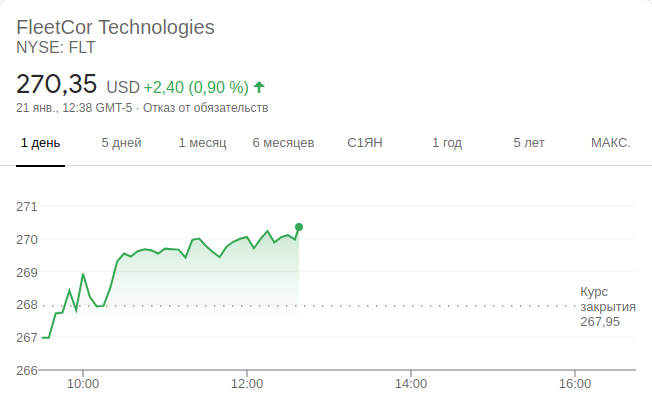 FleetCor Technologies
NYSE: FLT
270,35 USD +2,40 (0,90 %)
21 янв., 12:38 GMT-5 · Отказ от обязательств
1 день 5 дней 1 месяц 6 месяцев С1ЯН 1 год 5 лет МАКС.
271
270
269
268
267
266
Курс
закрытия
267,95
10:00 12:00 14:00 16:00